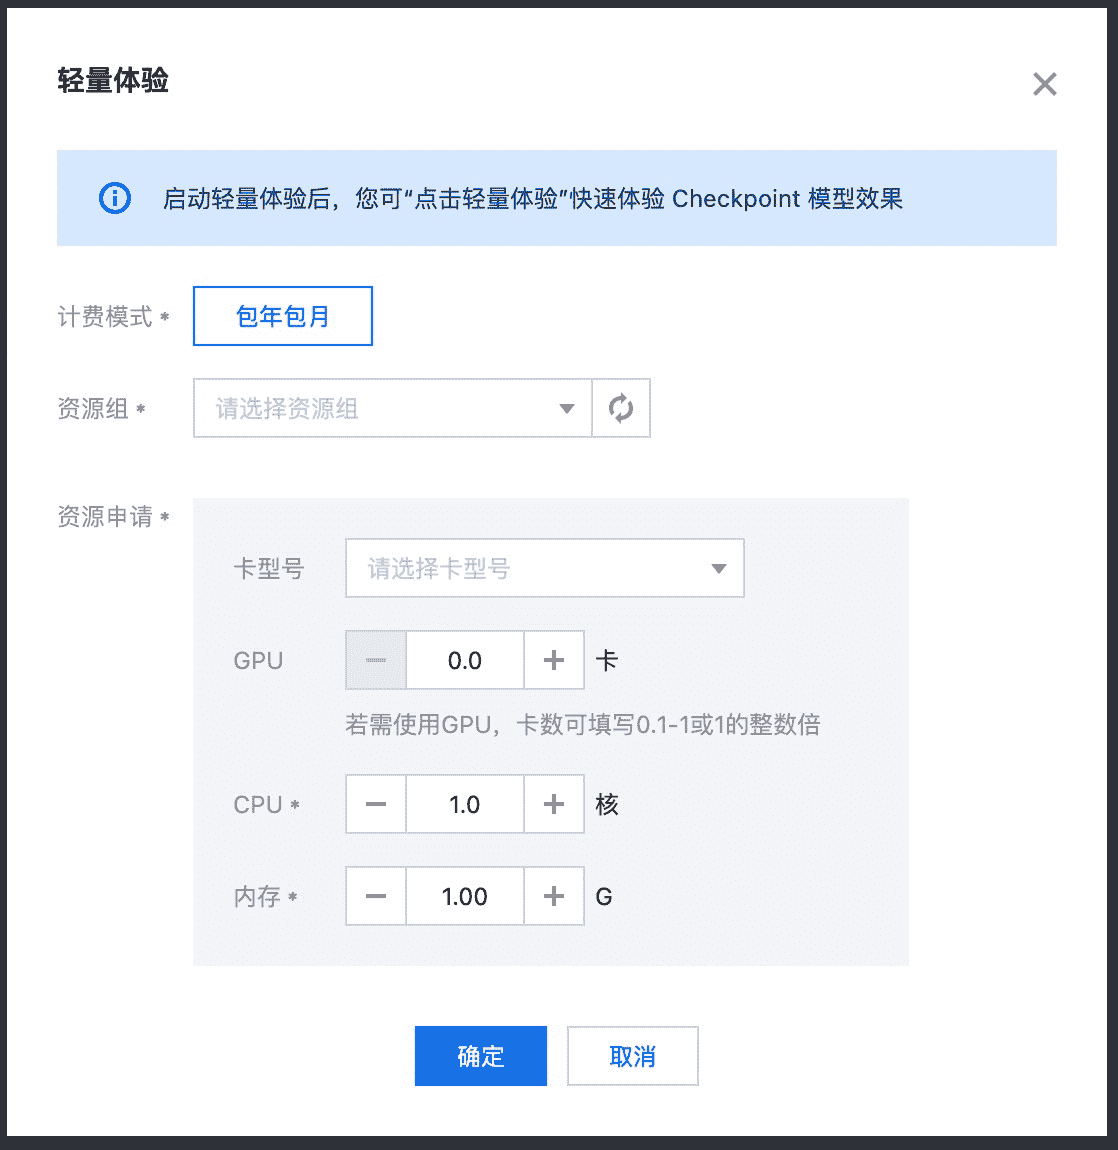 轻量体验
启动轻量体验后，您可“点击轻量体验”快速体验 Checkpoint 模型效果
计费模式 * 包年包月
资源组 * 请选择资源组
资源申请 *
卡型号 请选择卡型号
GPU 0.0 卡
若需使用GPU，卡数可填写0.1-1或1的整数倍
CPU * 1.0 核
内存 * 1.00 G
确定 取消